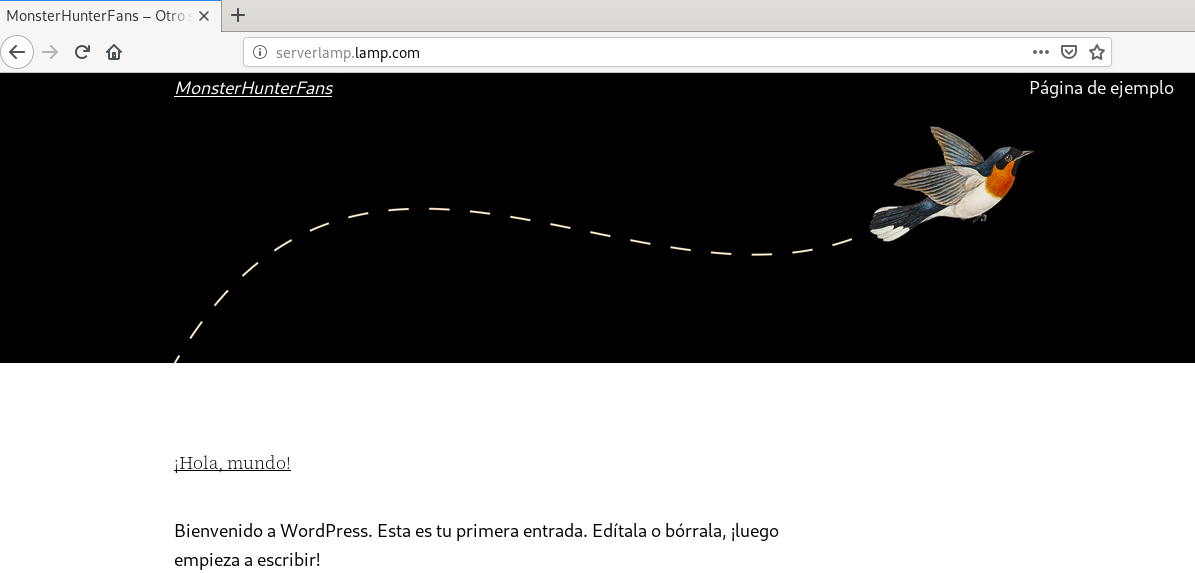 MonsterHunterFans – Otro s
serverlamp.lamp.com
MonsterHunterFans
Página de ejemplo
¡Hola, mundo!
Bienvenido a WordPress. Esta es tu primera entrada. Edítala o bórrala, ¡luego
empieza a escribir!